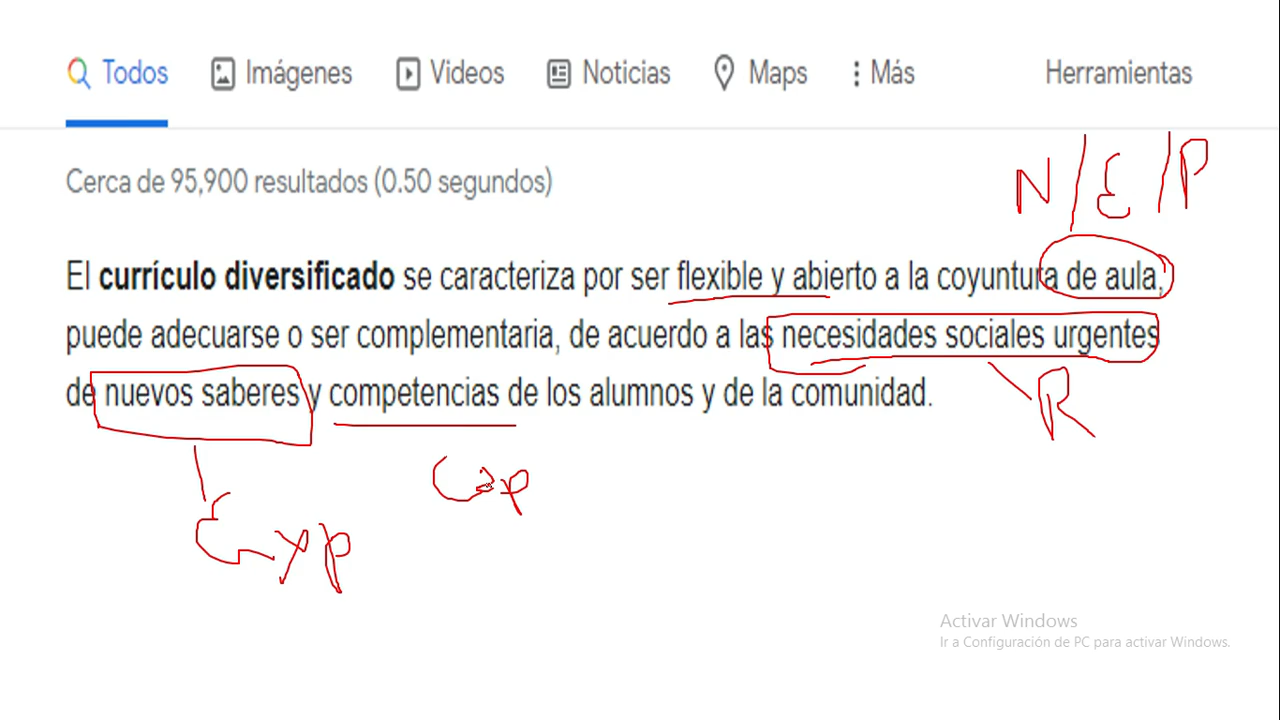 Todos Imágenes Videos Noticias Maps Más Herramientas
Cerca de 95,900 resultados (0.50 segundos)
N/E/P
El currículo diversificado se caracteriza por ser flexible y abierto a la coyuntura de aula,
puede adecuarse o ser complementaria, de acuerdo a las necesidades sociales urgentes
de nuevos saberes y competencias de los alumnos y de la comunidad.
R
Exp
Activar Windows
Ir a Configuración de PC para activar Windows.